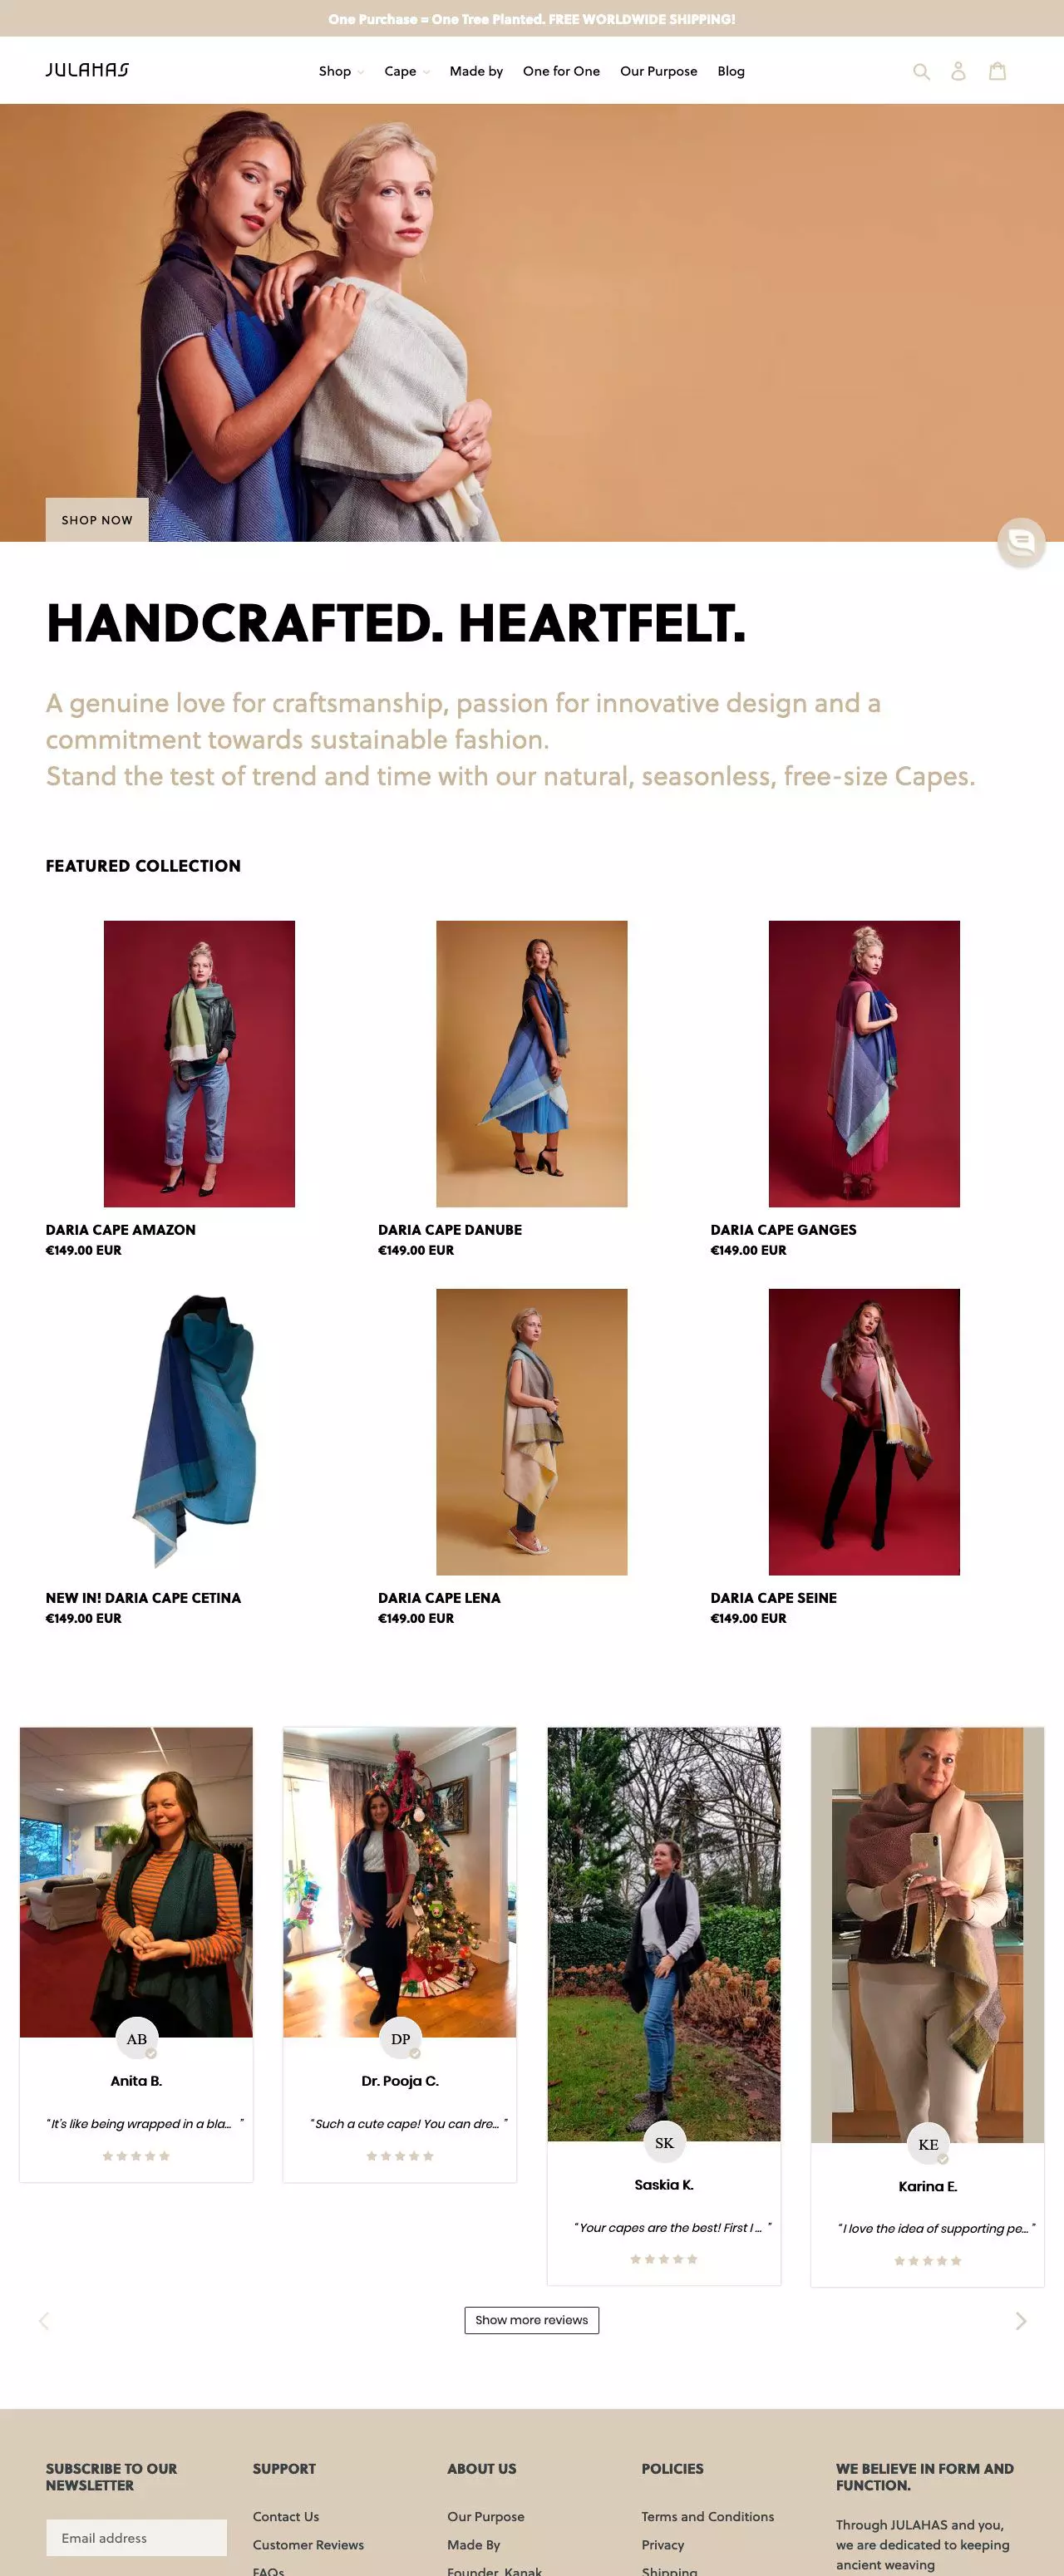 One Purchase = One Tree Planted. FREE WORLDWIDE SHIPPING!
JULAHAS
Shop
Cape
Made by
One for One
Our Purpose
Blog
SHOP NOW
HANDCRAFTED. HEARTFELT.
A genuine love for craftsmanship, passion for innovative design and a
commitment towards sustainable fashion.
Stand the test of trend and time with our natural, seasonless, free-size Capes.
FEATURED COLLECTION
DARIA CAPE AMAZON
€149.00 EUR
DARIA CAPE DANUBE
€149.00 EUR
DARIA CAPE GANGES
€149.00 EUR
NEW IN! DARIA CAPE CETINA
€149.00 EUR
DARIA CAPE LENA
€149.00 EUR
DARIA CAPE SEINE
€149.00 EUR
AB
Anita B.
"It's like being wrapped in a bla... "
DP
Dr. Pooja C.
"Such a cute cape! You can dre... "
SK
Saskia K.
"Your capes are the best! First I ... "
KE
Karina E.
"I love the idea of supporting pe... "
Show more reviews
SUBSCRIBE TO OUR
NEWSLETTER
Email address
SUPPORT
Contact Us
Customer Reviews
FAQs
ABOUT US
Our Purpose
Made By
Founder, Kanak
POLICIES
Terms and Conditions
Privacy
Shipping
WE BELIEVE IN FORM AND
FUNCTION.
Through JULAHAS and you,
we are dedicated to keeping
ancient weaving